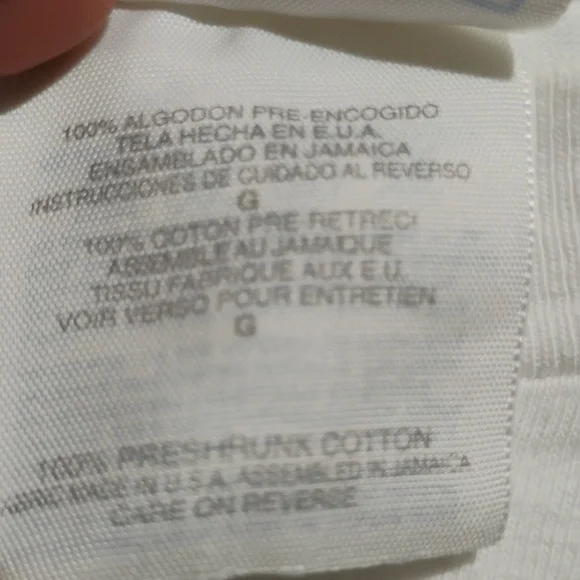 100% ALGODON PRE-ENCOGIDO
TELA HECHA EN E.U.A.
ENSAMBLADO EN JAMAICA
INSTRUCCIONES DE CUIDADO AL REVERSO
G
100% COTON PRE RETRECI
ASSEMBLE AU JAMAIQUE
TISSU FABRIQUE AUX E U.
VOIR VERSO POUR ENTRETIEN
G
100% PRESHRUNK COTTON
FABRIC MADE IN U.S.A. ASSEMBLED IN JAMAICA
CARE ON REVERSE